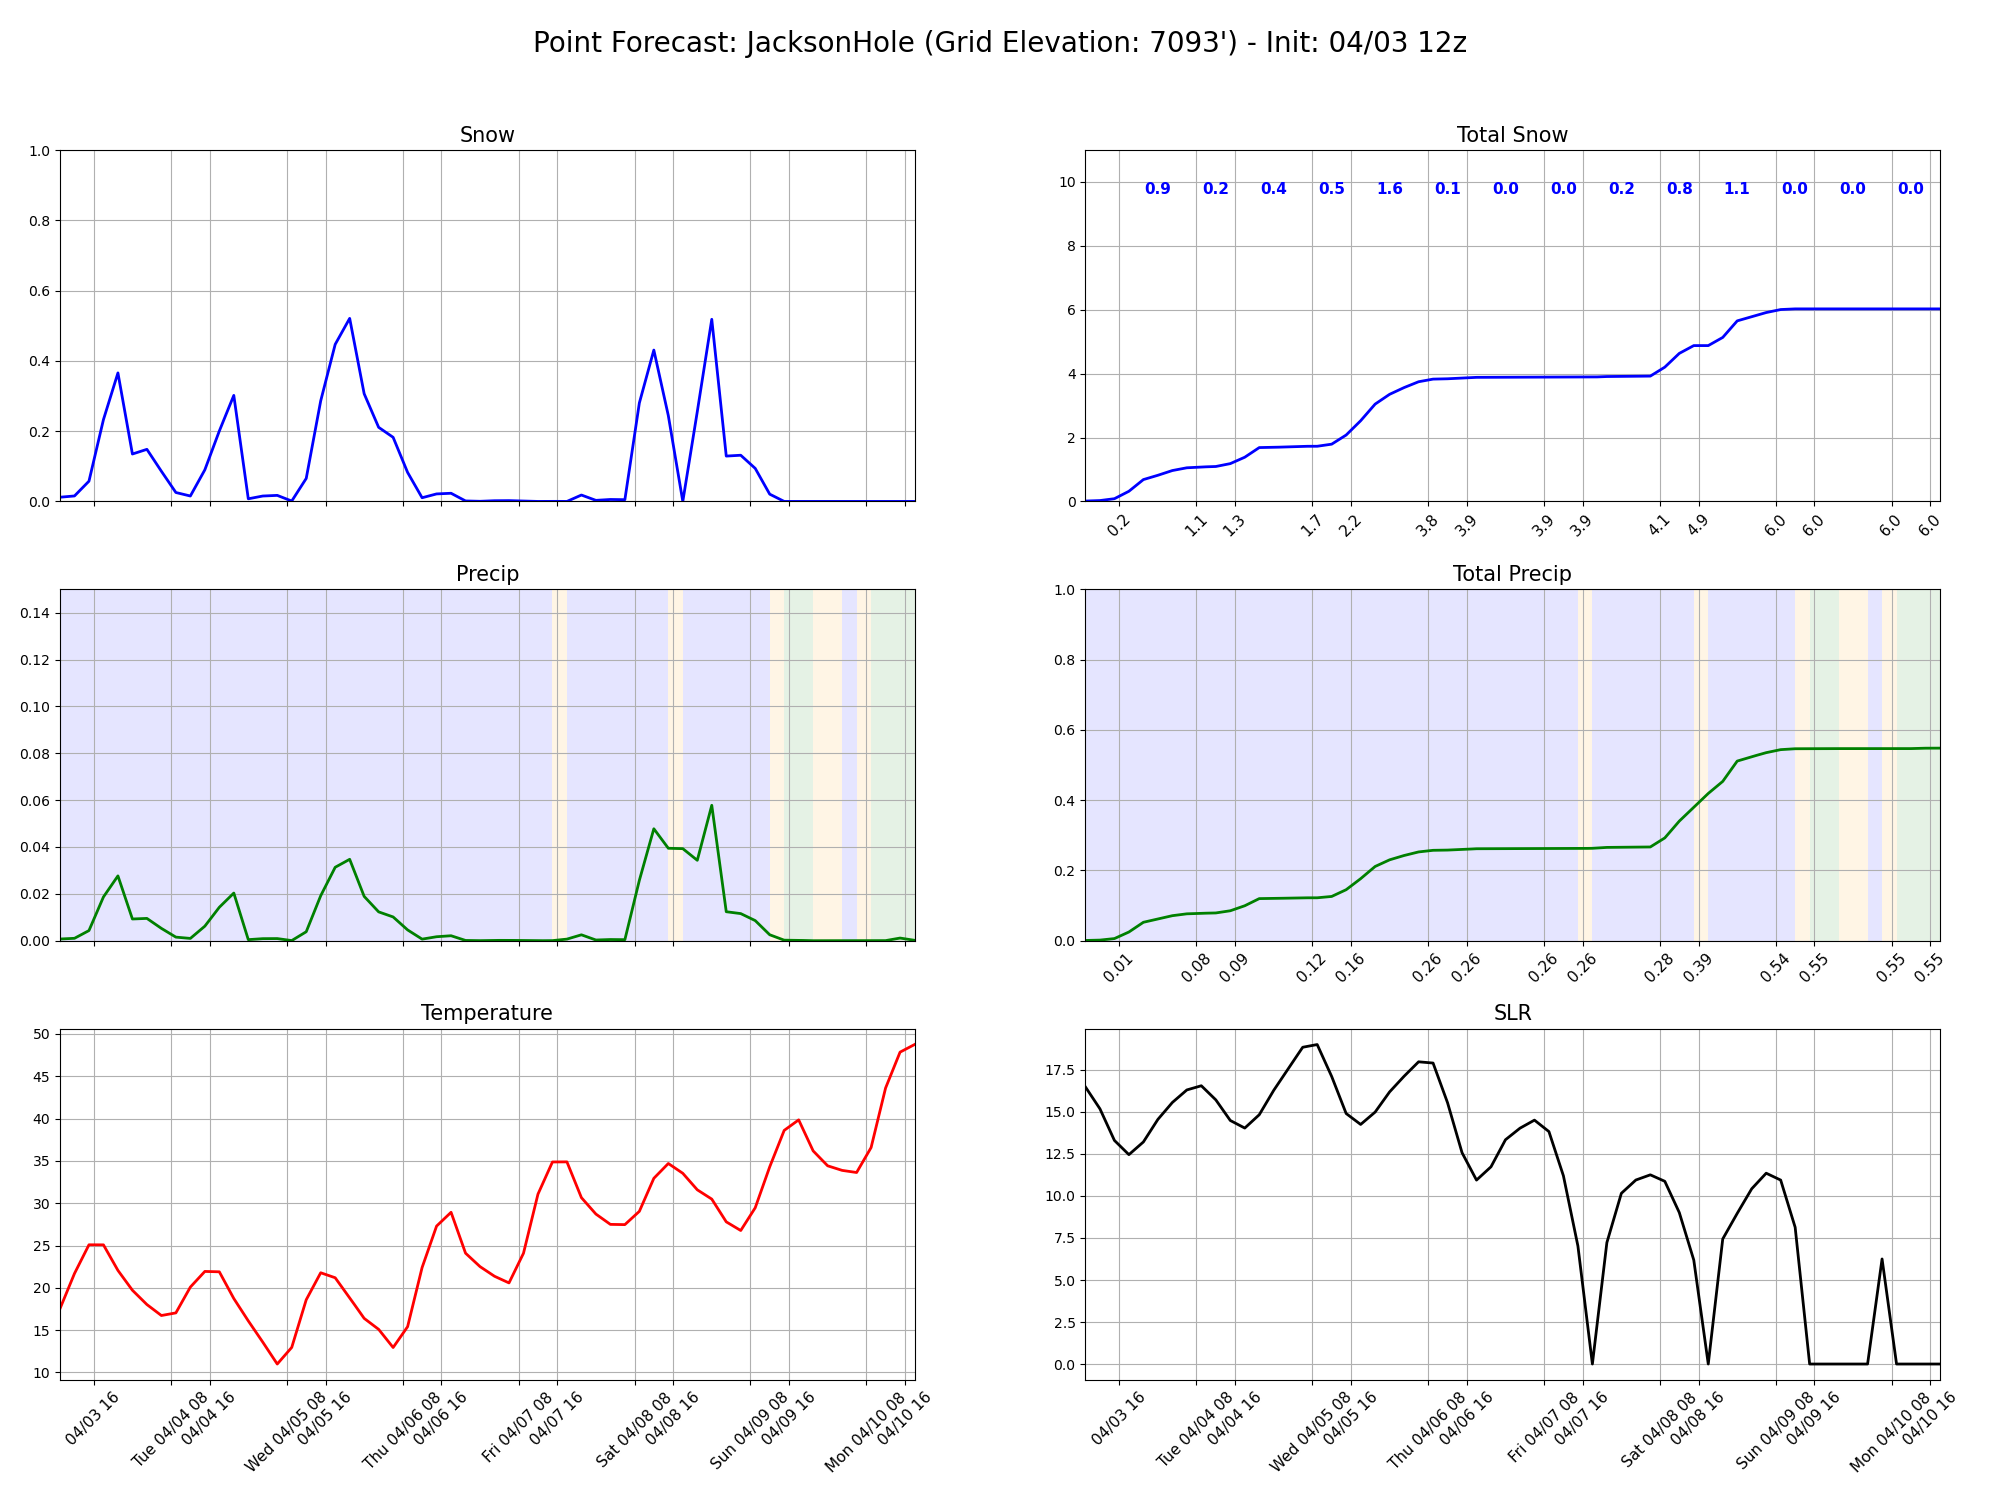 Point Forecast: JacksonHole (Grid Elevation: 7093') - Init: 04/03 12z
Snow
1.0
0.8
0.6
0.4
0.2
0.0
Total Snow
10
8
6
4
2
0
0.9 0.2 0.4 0.5 1.6 0.1 0.0 0.0 0.2 0.8 1.1 0.0 0.0 0.0
0.2 1.1 1.3 1.7 2.2 3.8 3.9 3.9 3.9 4.1 4.9 6.0 6.0 6.0 6.0
Precip
0.14
0.12
0.10
0.08
0.06
0.04
0.02
0.00
Total Precip
1.0
0.8
0.6
0.4
0.2
0.0
0.01 0.08 0.09 0.12 0.16 0.26 0.26 0.26 0.26 0.28 0.39 0.54 0.55 0.55 0.55
Temperature
50
45
40
35
30
25
20
15
10
04/03 16
Tue 04/04 08
04/04 16
Wed 04/05 08
04/05 16
Thu 04/06 08
04/06 16
Fri 04/07 08
04/07 16
Sat 04/08 08
04/08 16
Sun 04/09 08
04/09 16
Mon 04/10 08
04/10 16
SLR
17.5
15.0
12.5
10.0
7.5
5.0
2.5
0.0
04/03 16
Tue 04/04 08
04/04 16
Wed 04/05 08
04/05 16
Thu 04/06 08
04/06 16
Fri 04/07 08
04/07 16
Sat 04/08 08
04/08 16
Sun 04/09 08
04/09 16
Mon 04/10 08
04/10 16